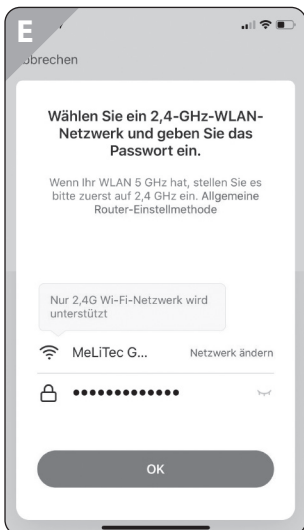 E
bbrechen
Wählen Sie ein 2,4-GHz-WLAN-
Netzwerk und geben Sie das
Passwort ein.
Wenn Ihr WLAN 5 GHz hat, stellen Sie es
bitte zuerst auf 2,4 GHz ein. Allgemeine
Router-Einstellmethode
Nur 2,4G Wi-Fi-Netzwerk wird
unterstützt
MeLiTec G... Netzwerk ändern
•••••••••••••
OK